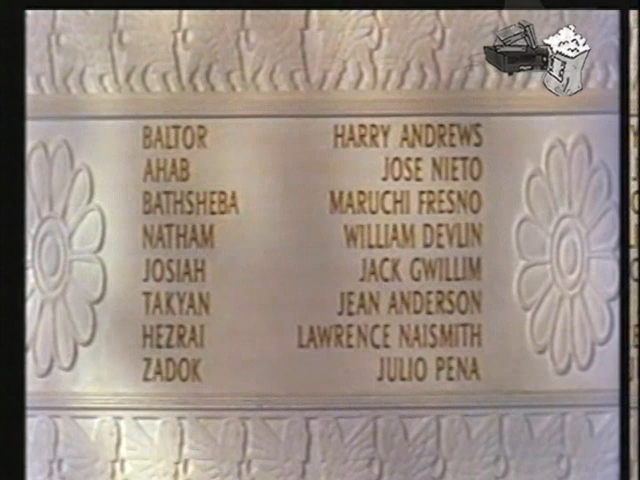 BALTOR HARRY ANDREWS
AHAB JOSE NIETO
BATHSHEBA MARUCHI FRESNO
NATHAM WILLIAM DEVLIN
JOSIAH JACK GWILLIM
TAKYAN JEAN ANDERSON
HEZRAI LAWRENCE NAISMITH
ZADOK JULIO PENA